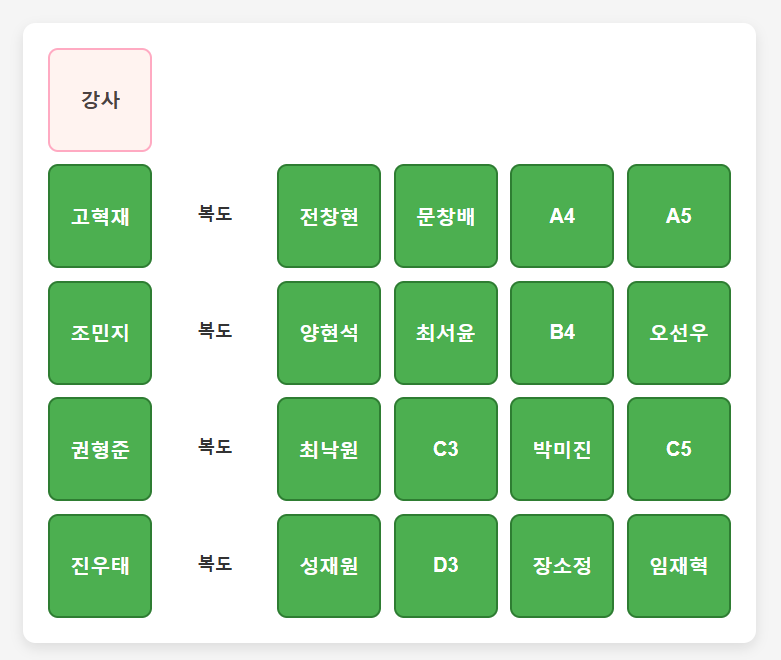 강사
고혁재 복도 전창현 문창배 A4 A5
조민지 복도 양현석 최서윤 B4 오선우
권형준 복도 최낙원 C3 박미진 C5
진우태 복도 성재원 D3 장소정 임재혁